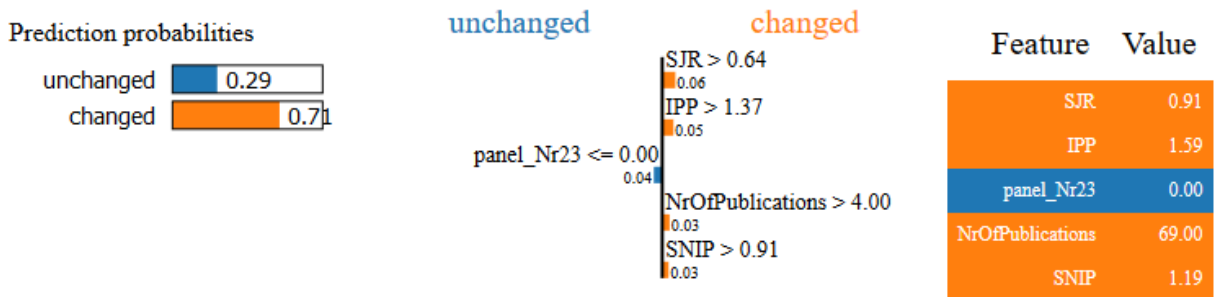 Prediction probabilities
unchanged 0.29
changed 0.71
unchanged changed
SJR > 0.64
0.06
IPP > 1.37
0.05
panel_Nr23 <= 0.00
0.04
NrOfPublications > 4.00
0.03
SNIP > 0.91
0.03
Feature Value
SJR 0.91
IPP 1.59
panel_Nr23 0.00
NrOfPublications 69.00
SNIP 1.19